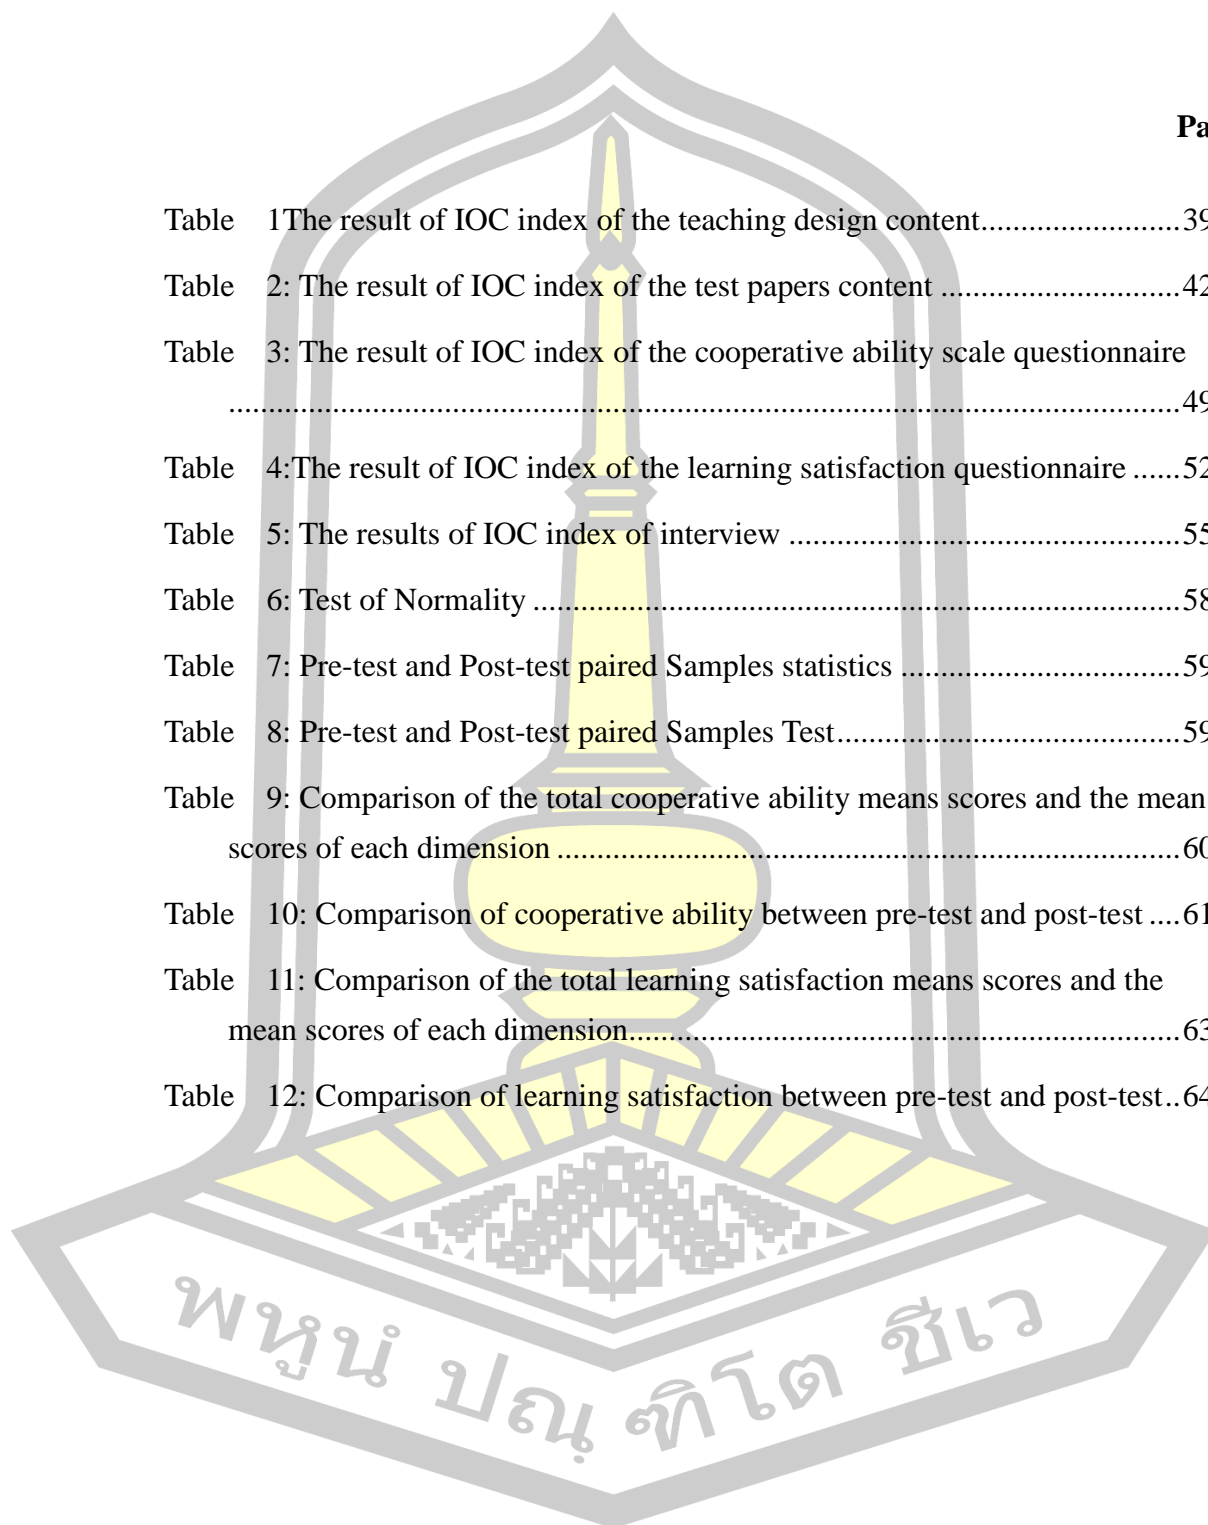 Pa
Table 1The result of IOC index of the teaching design content.......................39
Table 2: The result of IOC index of the test papers content ..............................42
Table 3: The result of IOC index of the cooperative ability scale questionnaire
..........................................................................................................................49
Table 4:The result of IOC index of the learning satisfaction questionnaire ......52
Table 5: The results of IOC index of interview ..................................................55
Table 6: Test of Normality ...................................................................................58
Table 7: Pre-test and Post-test paired Samples statistics ....................................59
Table 8: Pre-test and Post-test paired Samples Test............................................59
Table 9: Comparison of the total cooperative ability means scores and the mean
scores of each dimension ................................................................................60
Table 10: Comparison of cooperative ability between pre-test and post-test ....61
Table 11: Comparison of the total learning satisfaction means scores and the
mean scores of each dimension.......................................................................63
Table 12: Comparison of learning satisfaction between pre-test and post-test..64
พหูนํ ปณฺฑิโต ชีเว